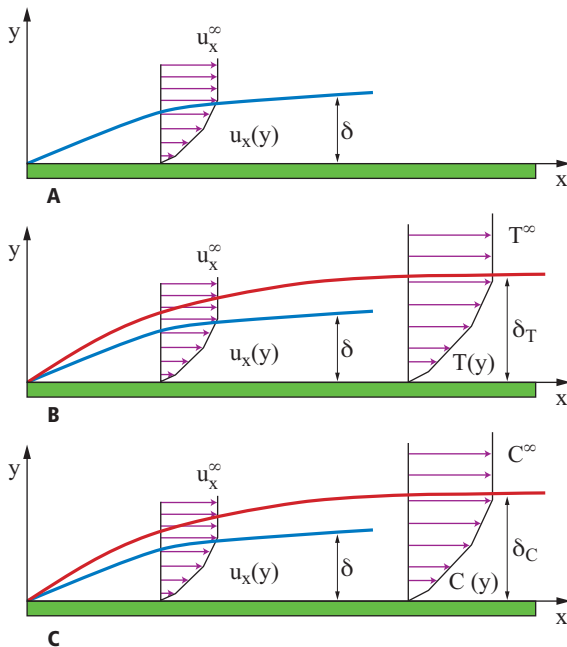 y
u_x^∞
u_x(y)
δ
x
A
y
u_x^∞
T^∞
u_x(y)
δ
T(y)
δ_T
x
B
y
u_x^∞
C^∞
u_x(y)
δ
C (y)
δ_C
x
C